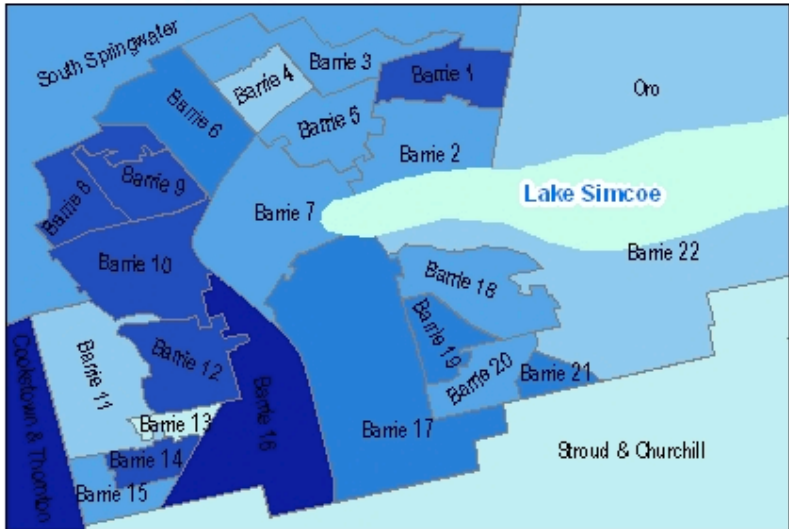 South Springwater
Barrie 3
Barrie 4
Barrie 1
Oro
Barrie 6
Barrie 5
Barrie 2
Barrie 9
Barrie 8
Lake Simcoe
Barrie 7
Barrie 22
Barrie 10
Barrie 18
Barrie 19
Barrie 12
Barrie 20
Barrie 21
Barrie 11
Barrie 16
Barrie 13
Barrie 17
Cookstown & Thornton
Barrie 14
Stroud & Churchill
Barrie 15